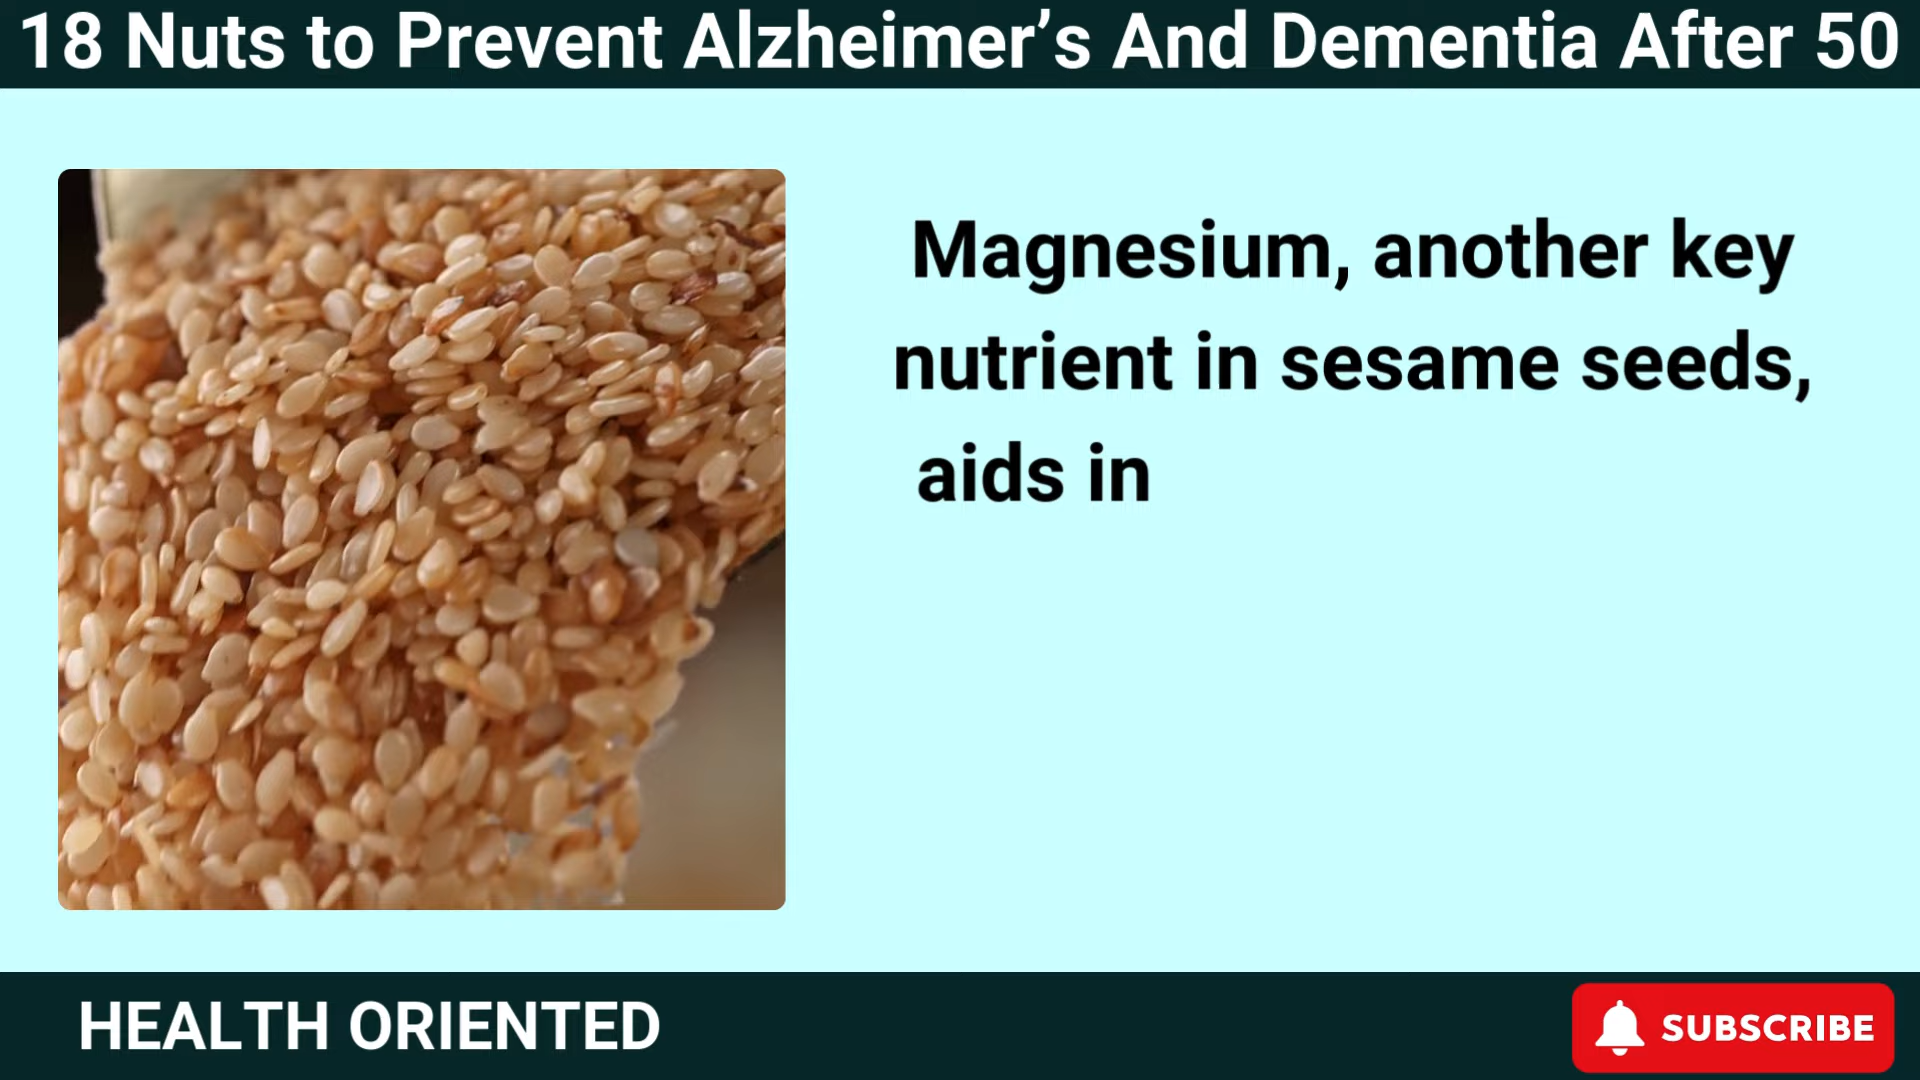 18 Nuts to Prevent Alzheimer’s And Dementia After 50
Magnesium, another key
nutrient in sesame seeds,
aids in
HEALTH ORIENTED
SUBSCRIBE